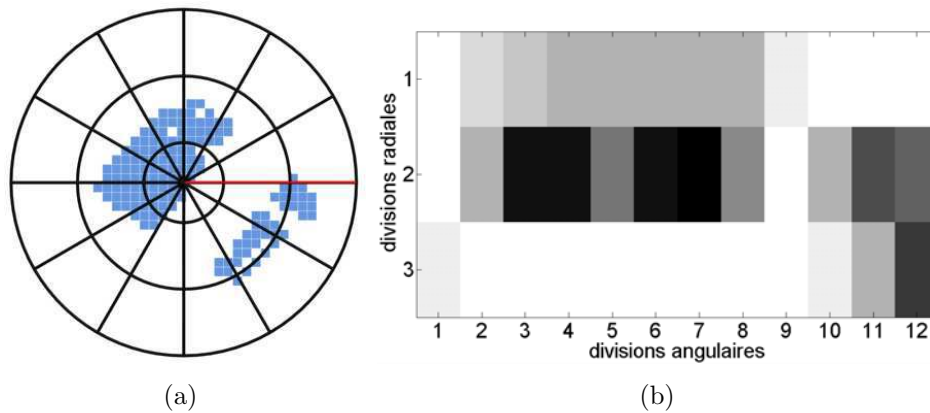 1
2
3
divisions radiales
1 2 3 4 5 6 7 8 9 10 11 12
divisions angulaires
(a)
(b)